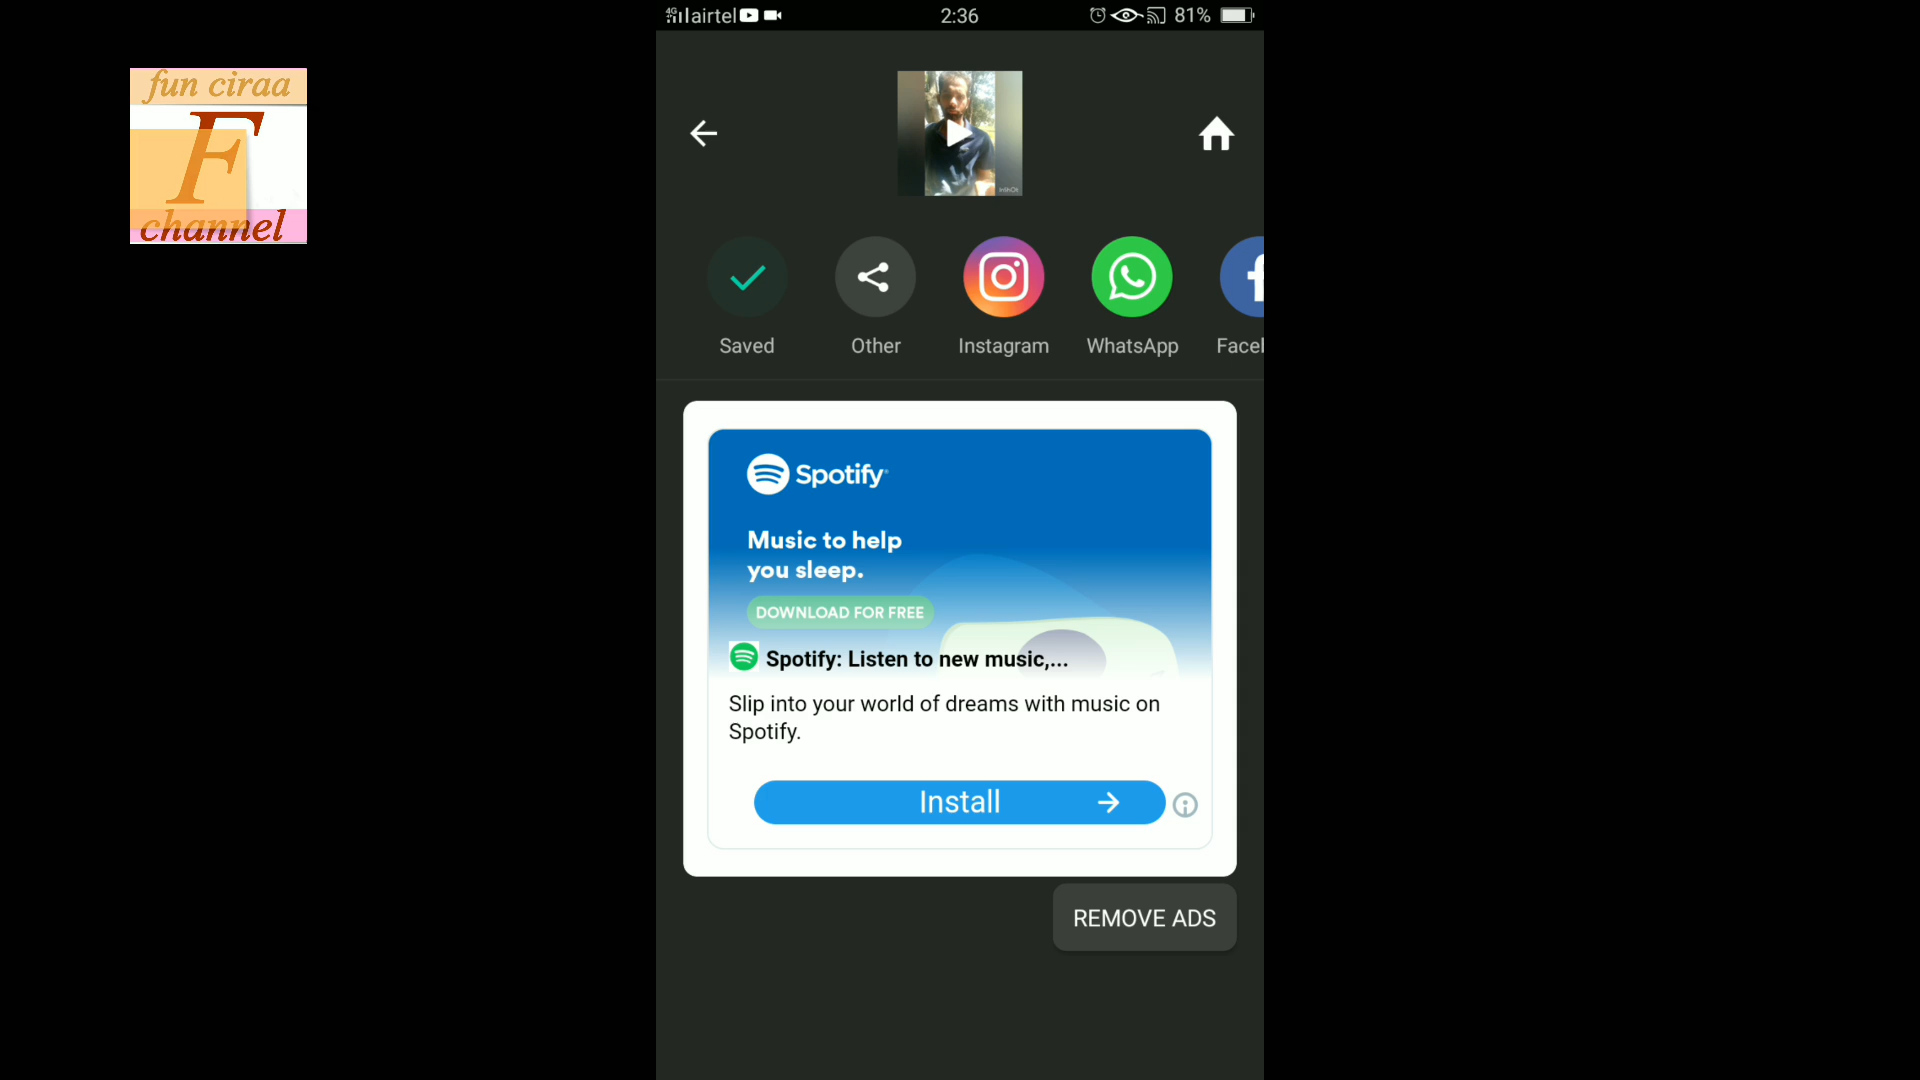 4G airtel 2:36 81%
fun ciraa
F
channel
Saved Other Instagram WhatsApp Facel
Spotify
Music to help
you sleep.
DOWNLOAD FOR FREE
Spotify: Listen to new music,...
Slip into your world of dreams with music on
Spotify.
Install
REMOVE ADS